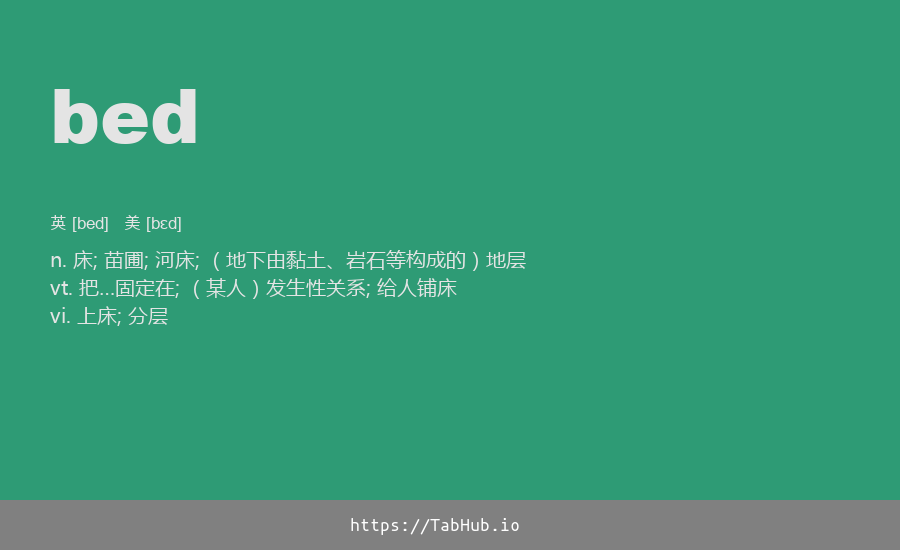 bed
英 [bed] 美 [bɛd]
n. 床; 苗圃; 河床; （地下由黏土、岩石等构成的）地层
vt. 把...固定在; （某人）发生性关系; 给人铺床
vi. 上床; 分层
https://TabHub.io